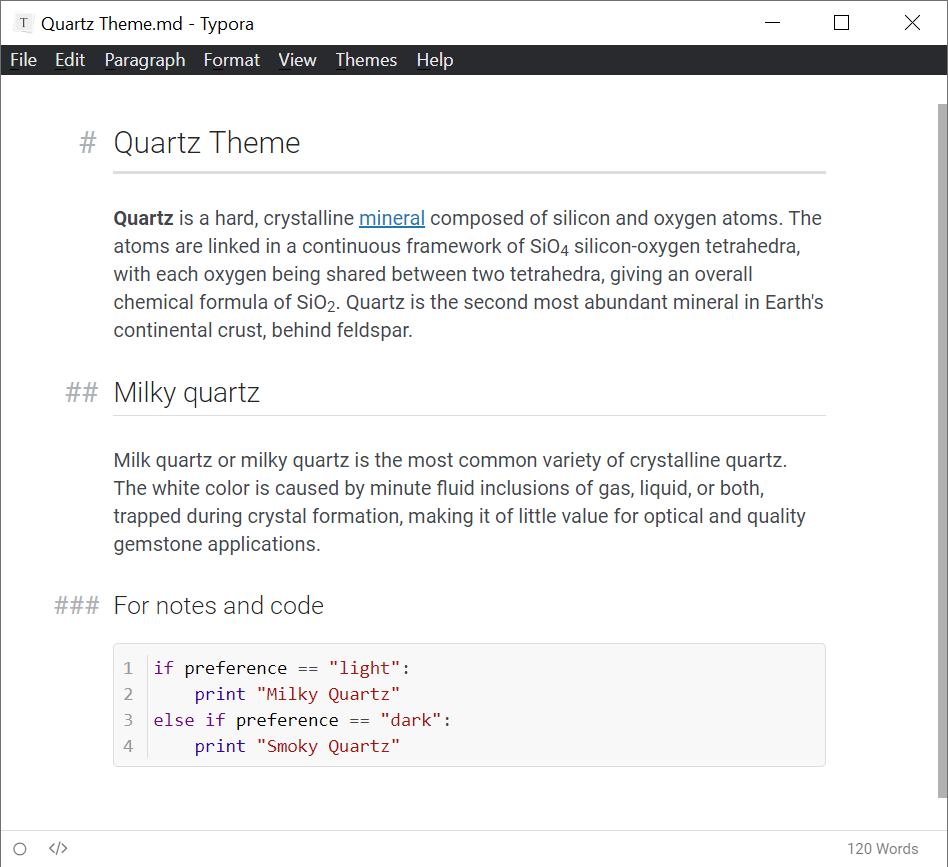 T Quartz Theme.md - Typora
File Edit Paragraph Format View Themes Help
# Quartz Theme
Quartz is a hard, crystalline mineral composed of silicon and oxygen atoms. The
atoms are linked in a continuous framework of SiO₄ silicon-oxygen tetrahedra,
with each oxygen being shared between two tetrahedra, giving an overall
chemical formula of SiO₂. Quartz is the second most abundant mineral in Earth's
continental crust, behind feldspar.
## Milky quartz
Milk quartz or milky quartz is the most common variety of crystalline quartz.
The white color is caused by minute fluid inclusions of gas, liquid, or both,
trapped during crystal formation, making it of little value for optical and quality
gemstone applications.
### For notes and code
1 if preference == "light":
2     print "Milky Quartz"
3 else if preference == "dark":
4     print "Smoky Quartz"
</> 120 Words